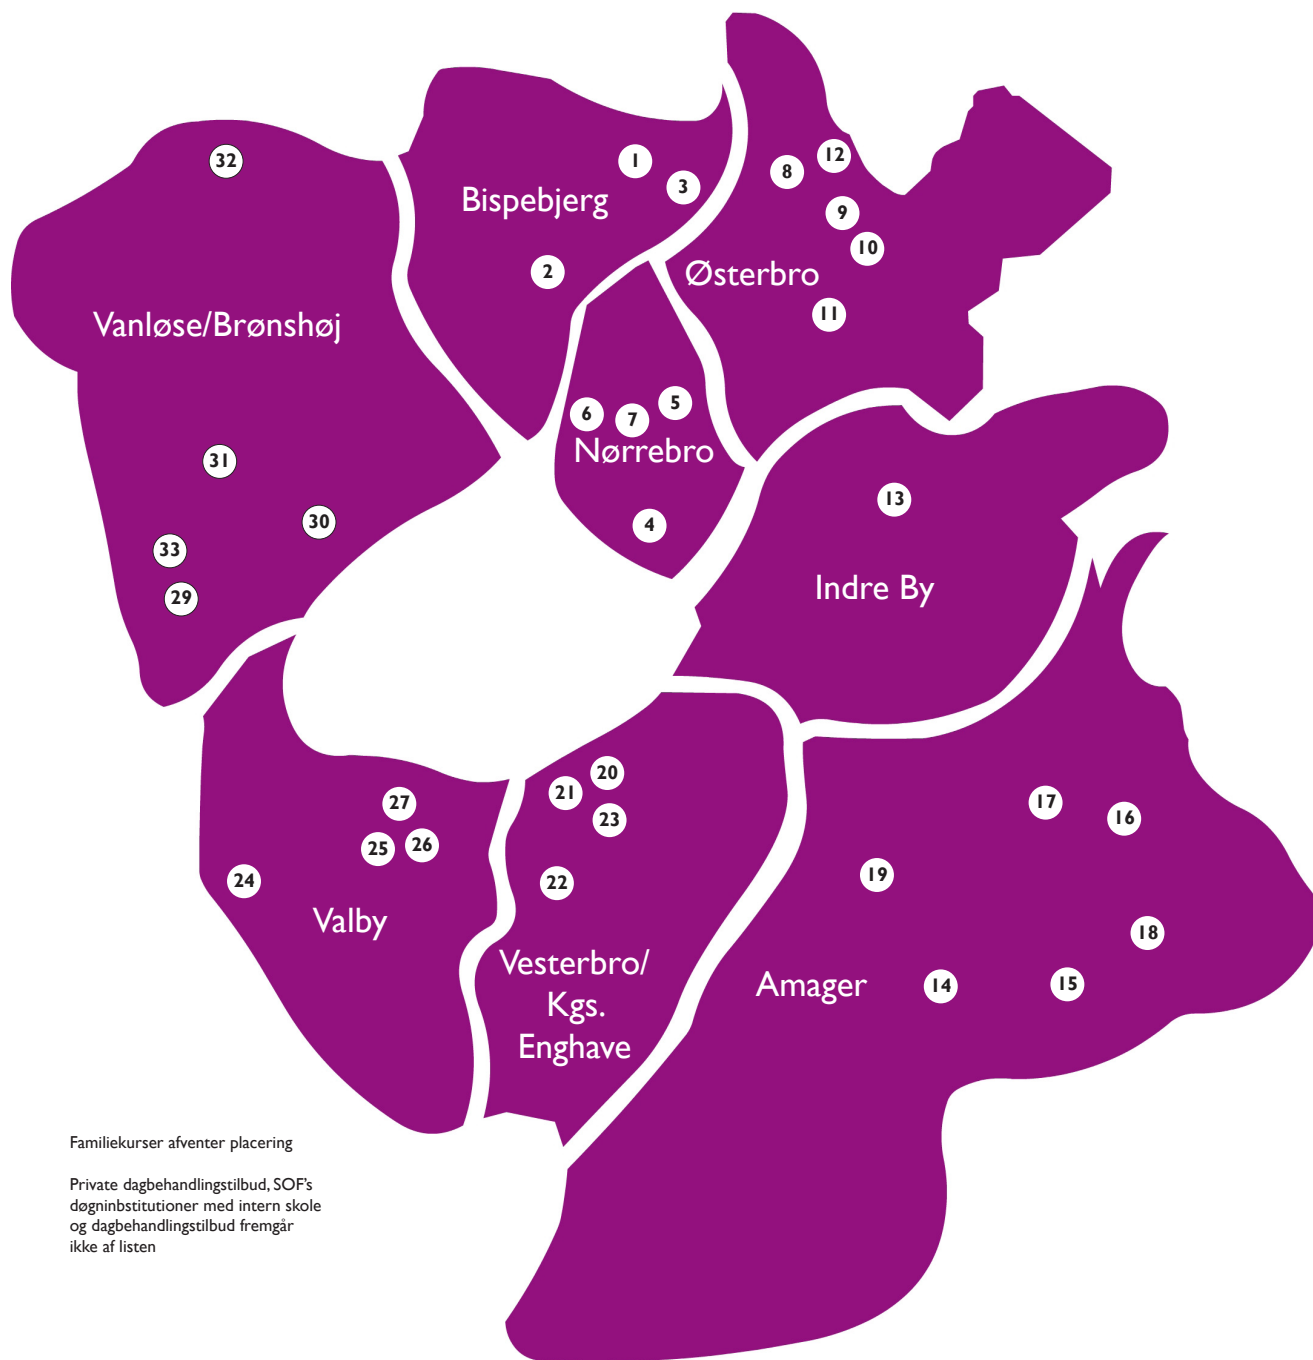 12
32
1
8
3
Bispebjerg
9
10
2
Østerbro
11
Vanløse/Brønshøj
5
6
7
Nørrebro
31
13
30
4
33
Indre By
29
20
21
27
17
23
16
26
25
19
24
22
Valby
18
Vesterbro/
Kgs.
Enghave
Amager
14
15
Familiekurser afventer placering
Private dagbehandlingstilbud, SOF's
døgninbstitutioner med intern skole
og dagbehandlingstilbud fremgår
ikke af listen